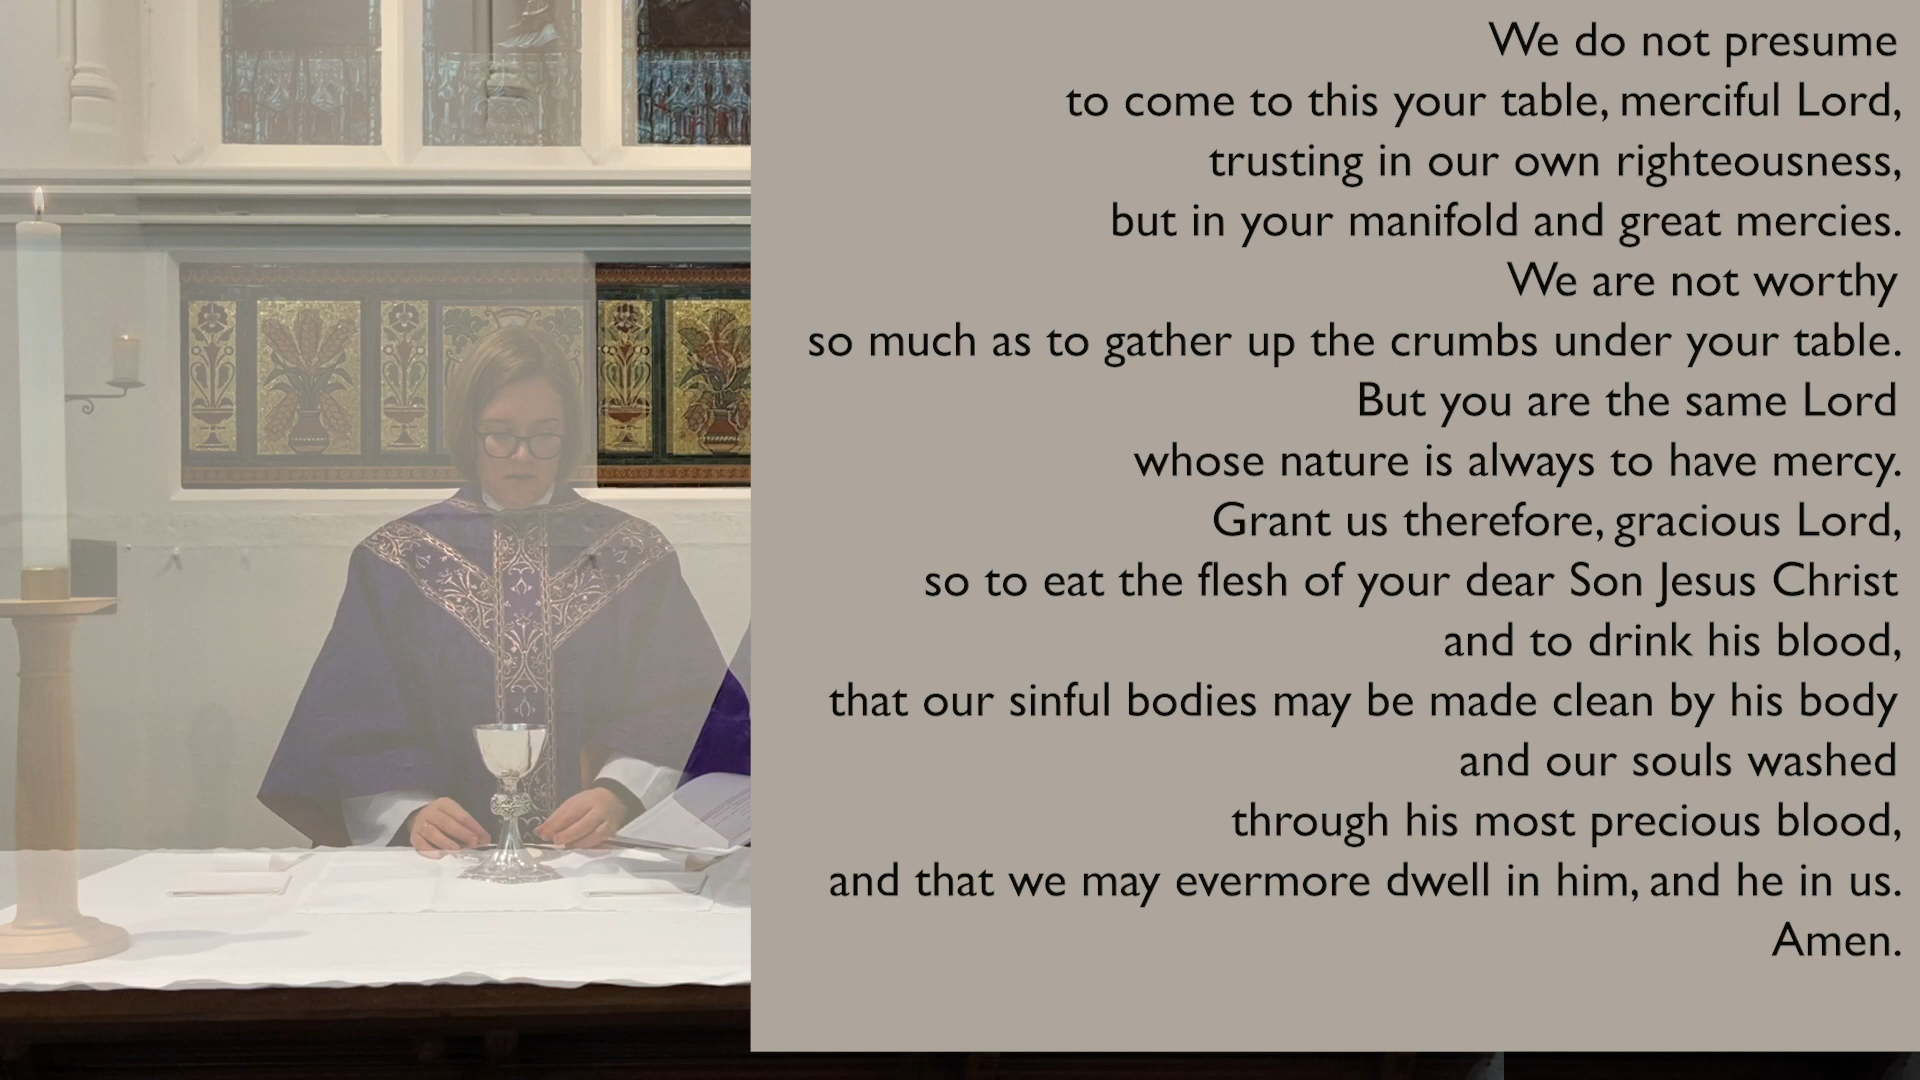 We do not presume
to come to this your table, merciful Lord,
trusting in our own righteousness,
but in your manifold and great mercies.
We are not worthy
so much as to gather up the crumbs under your table.
But you are the same Lord
whose nature is always to have mercy.
Grant us therefore, gracious Lord,
so to eat the flesh of your dear Son Jesus Christ
and to drink his blood,
that our sinful bodies may be made clean by his body
and our souls washed
through his most precious blood,
and that we may evermore dwell in him, and he in us.
Amen.